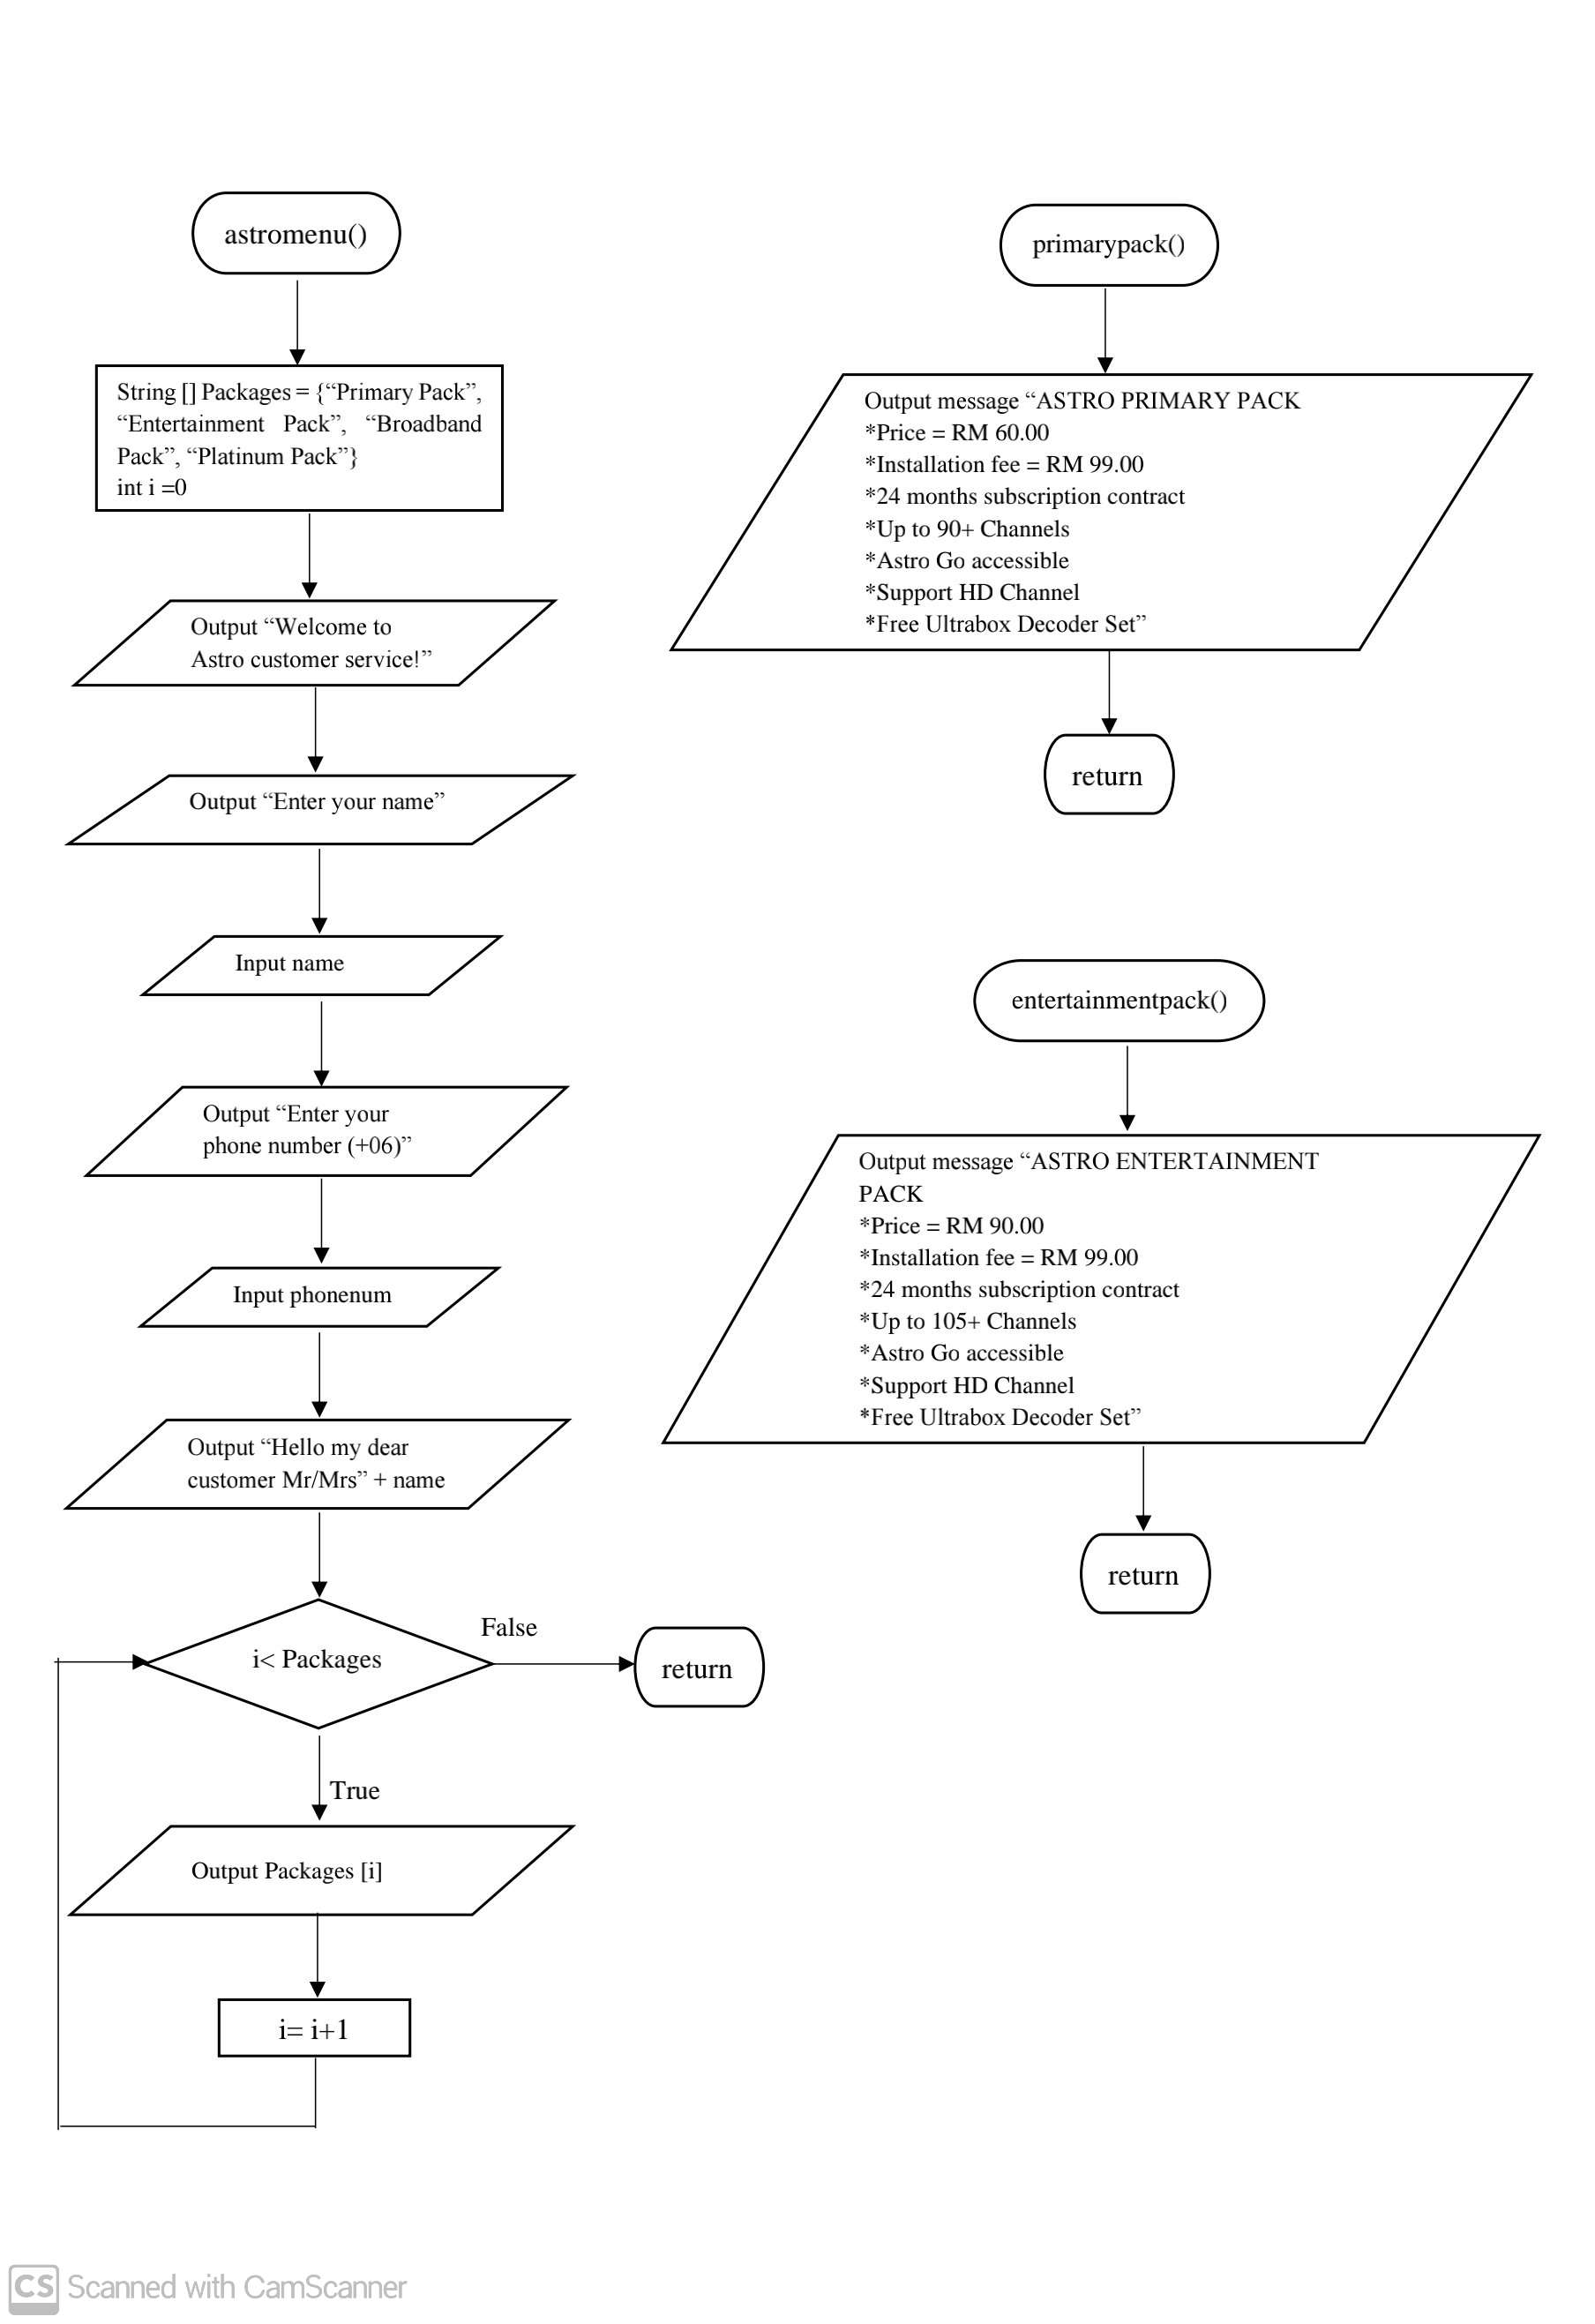 astromenu()
String [] Packages = {“Primary Pack”,
“Entertainment Pack”, “Broadband
Pack”, “Platinum Pack”}
int i =0
Output “Welcome to
Astro customer service!”
Output “Enter your name”
Input name
Output “Enter your
phone number (+06)”
Input phonenum
Output “Hello my dear
customer Mr/Mrs” + name
i< Packages
False
return
True
Output Packages [i]
i= i+1
primarypack()
Output message “ASTRO PRIMARY PACK
*Price = RM 60.00
*Installation fee = RM 99.00
*24 months subscription contract
*Up to 90+ Channels
*Astro Go accessible
*Support HD Channel
*Free Ultrabox Decoder Set”
return
entertainmentpack()
Output message “ASTRO ENTERTAINMENT
PACK
*Price = RM 90.00
*Installation fee = RM 99.00
*24 months subscription contract
*Up to 105+ Channels
*Astro Go accessible
*Support HD Channel
*Free Ultrabox Decoder Set”
return
CS Scanned with CamScanner